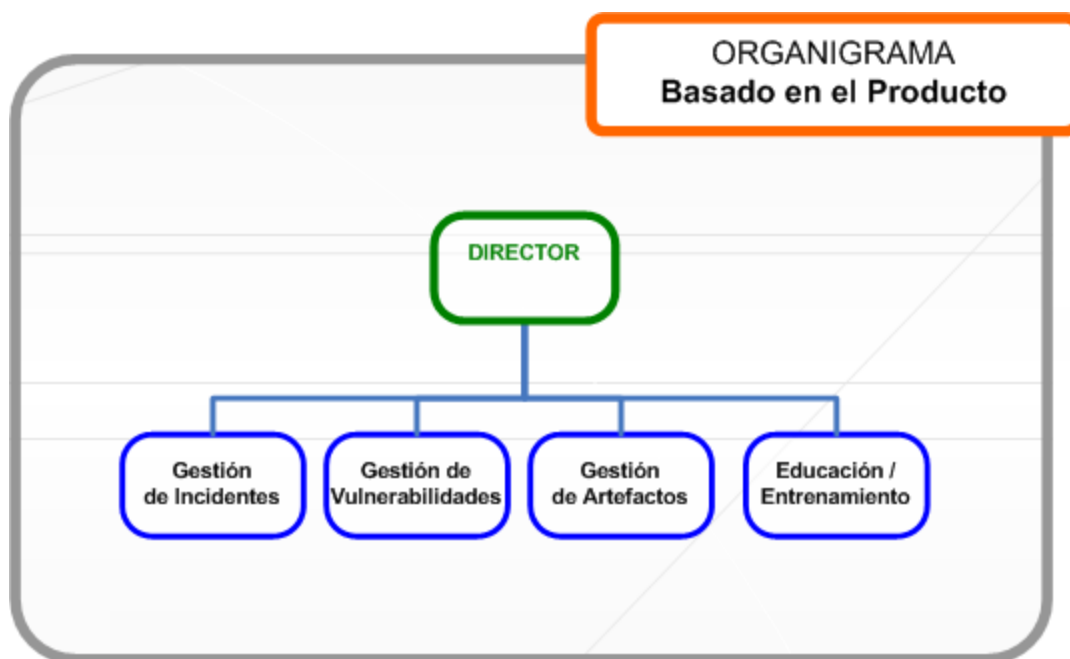 ORGANIGRAMA
Basado en el Producto
DIRECTOR
Gestión
de Incidentes
Gestión de
Vulnerabilidades
Gestión
de Artefactos
Educación /
Entrenamiento